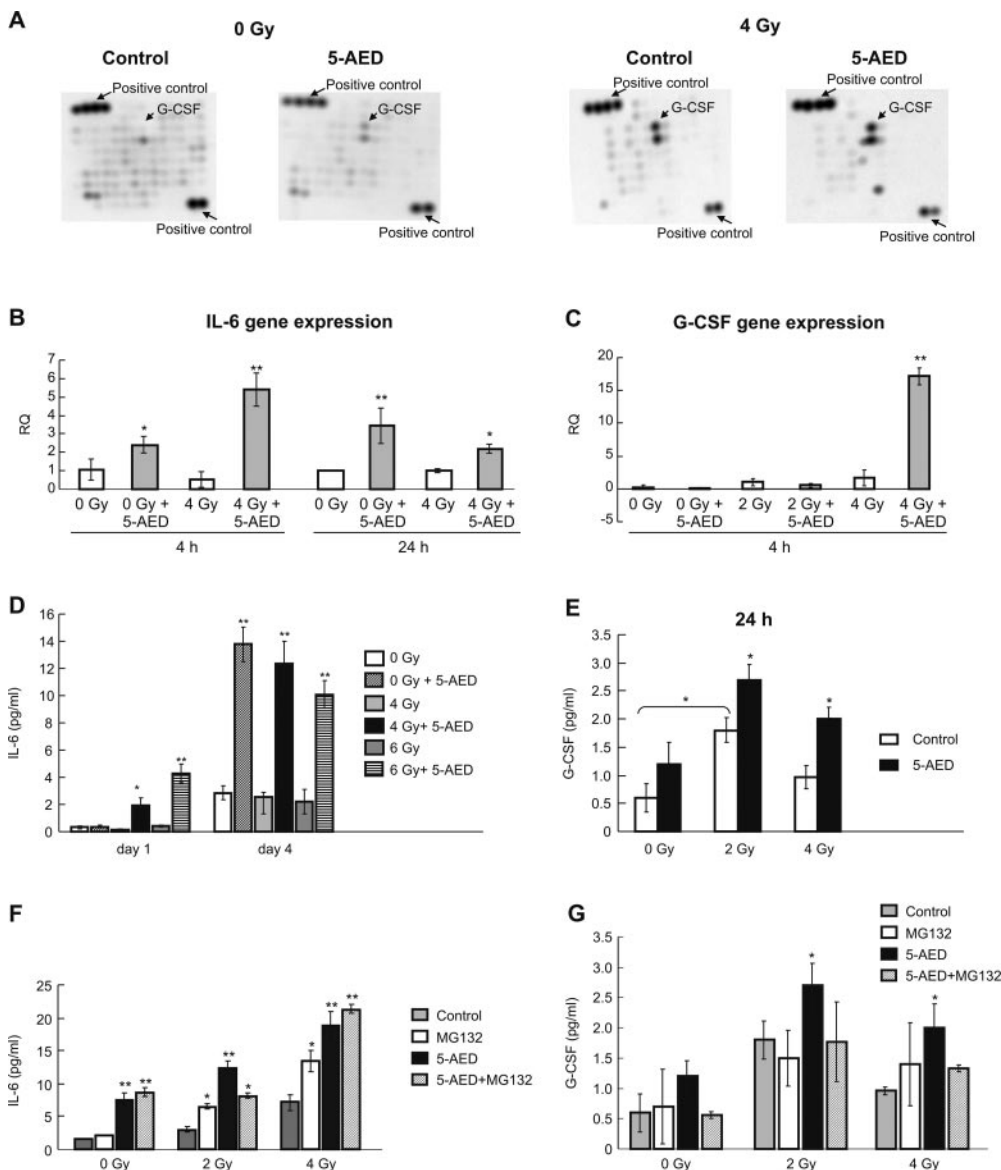 A
0 Gy
4 Gy
Control
5-AED
Control
5-AED
Positive control
Positive control
Positive control
Positive control
G-CSF
G-CSF
G-CSF
G-CSF
Positive control
Positive control
Positive control
Positive control
B
IL-6 gene expression
RQ
7
6
5
4
3
2
1
0
*
**
**
*
0 Gy
0 Gy + 5-AED
4 Gy
4 Gy + 5-AED
0 Gy
0 Gy + 5-AED
4 Gy
4 Gy + 5-AED
4 h
24 h
C
G-CSF gene expression
RQ
20
15
10
5
0
-5
**
0 Gy
0 Gy + 5-AED
2 Gy
2 Gy + 5-AED
4 Gy
4 Gy + 5-AED
4 h
D
IL-6 (pg/ml)
16
14
12
10
8
6
4
2
0
*
**
**
**
**
day 1
day 4
0 Gy
0 Gy + 5-AED
4 Gy
4 Gy+ 5-AED
6 Gy
6 Gy+ 5-AED
E
24 h
G-CSF (pg/ml)
3.5
3.0
2.5
2.0
1.5
1.0
0.5
0
*
*
*
0 Gy
2 Gy
4 Gy
Control
5-AED
F
IL-6 (pg/ml)
25
20
15
10
5
0
**
**
*
**
*
*
**
**
0 Gy
2 Gy
4 Gy
Control
MG132
5-AED
5-AED+MG132
G
G-CSF (pg/ml)
3.5
3.0
2.5
2.0
1.5
1.0
0.5
0
*
*
0 Gy
2 Gy
4 Gy
Control
MG132
5-AED
5-AED+MG132